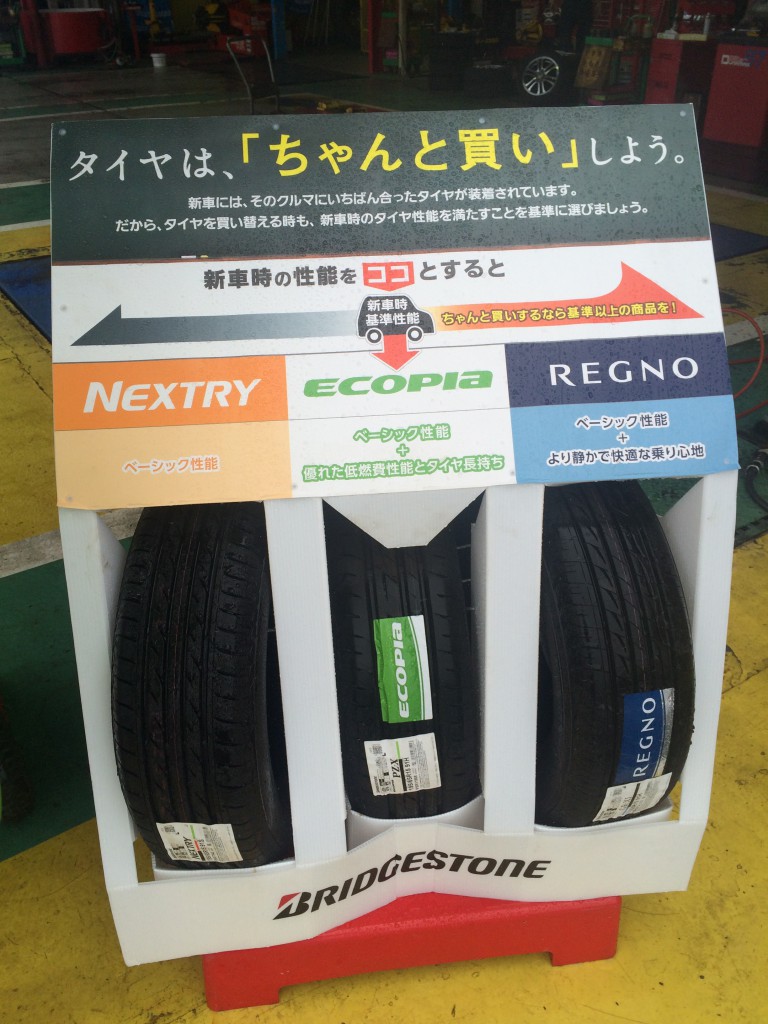 タイヤは、「ちゃんと買い」しよう。
新車には、そのクルマにいちばん合ったタイヤが装着されています。
だから、タイヤを買い替える時も、新車時のタイヤ性能を満たすことを基準に選びましょう。
新車時の性能をココとすると
新車時
基準性能
ちゃんと買いするなら基準以上の商品を!
NEXTRY
ベーシック性能
ECOPIA
ベーシック性能
+
優れた低燃費性能とタイヤ長持ち
REGNO
ベーシック性能
+
より静かで快適な乗り心地
ECOPIA
PZ-X
REGNO
NEXTRY
BRIDGESTONE